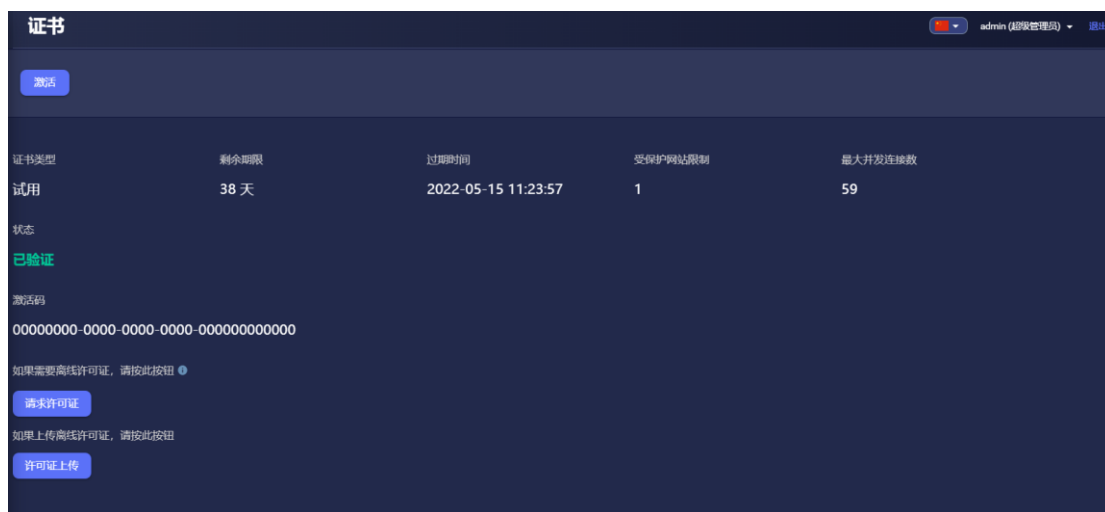 证书
admin (超级管理员)
激活
证书类型 剩余期限 过期时间 受保护网站限制 最大并发连接数
试用 38 天 2022-05-15 11:23:57 1 59
状态
已验证
激活码
00000000-0000-0000-0000-000000000000
如果需要离线许可证，请按此按钮
请求许可证
如果上传离线许可证，请按此按钮
许可证上传